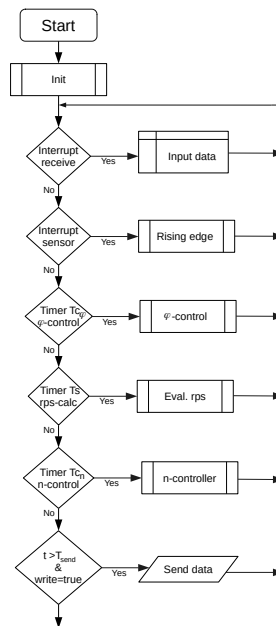 Start
Init
Interrupt
receive
Yes
Input data
No
Interrupt
sensor
Yes
Rising edge
No
Timer Tcφ
φ-control
Yes
φ-control
No
Timer Ts
rps-calc
Yes
Eval. rps
No
Timer Tcn
n-control
Yes
n-controller
No
t >Tsend
&
write=true
Yes
Send data